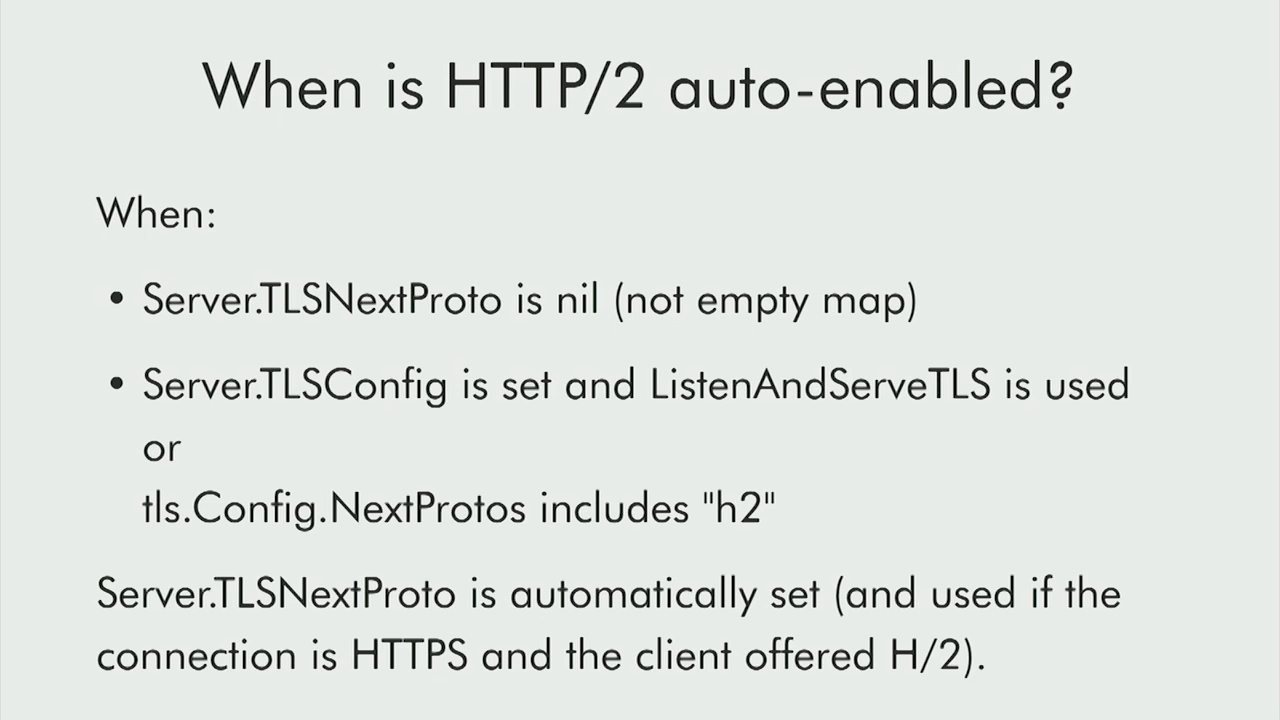 When is HTTP/2 auto-enabled?
When:
• Server.TLSNextProto is nil (not empty map)
• Server.TLSConfig is set and ListenAndServeTLS is used
or
tls.Config.NextProtos includes "h2"
Server.TLSNextProto is automatically set (and used if the
connection is HTTPS and the client offered H/2).